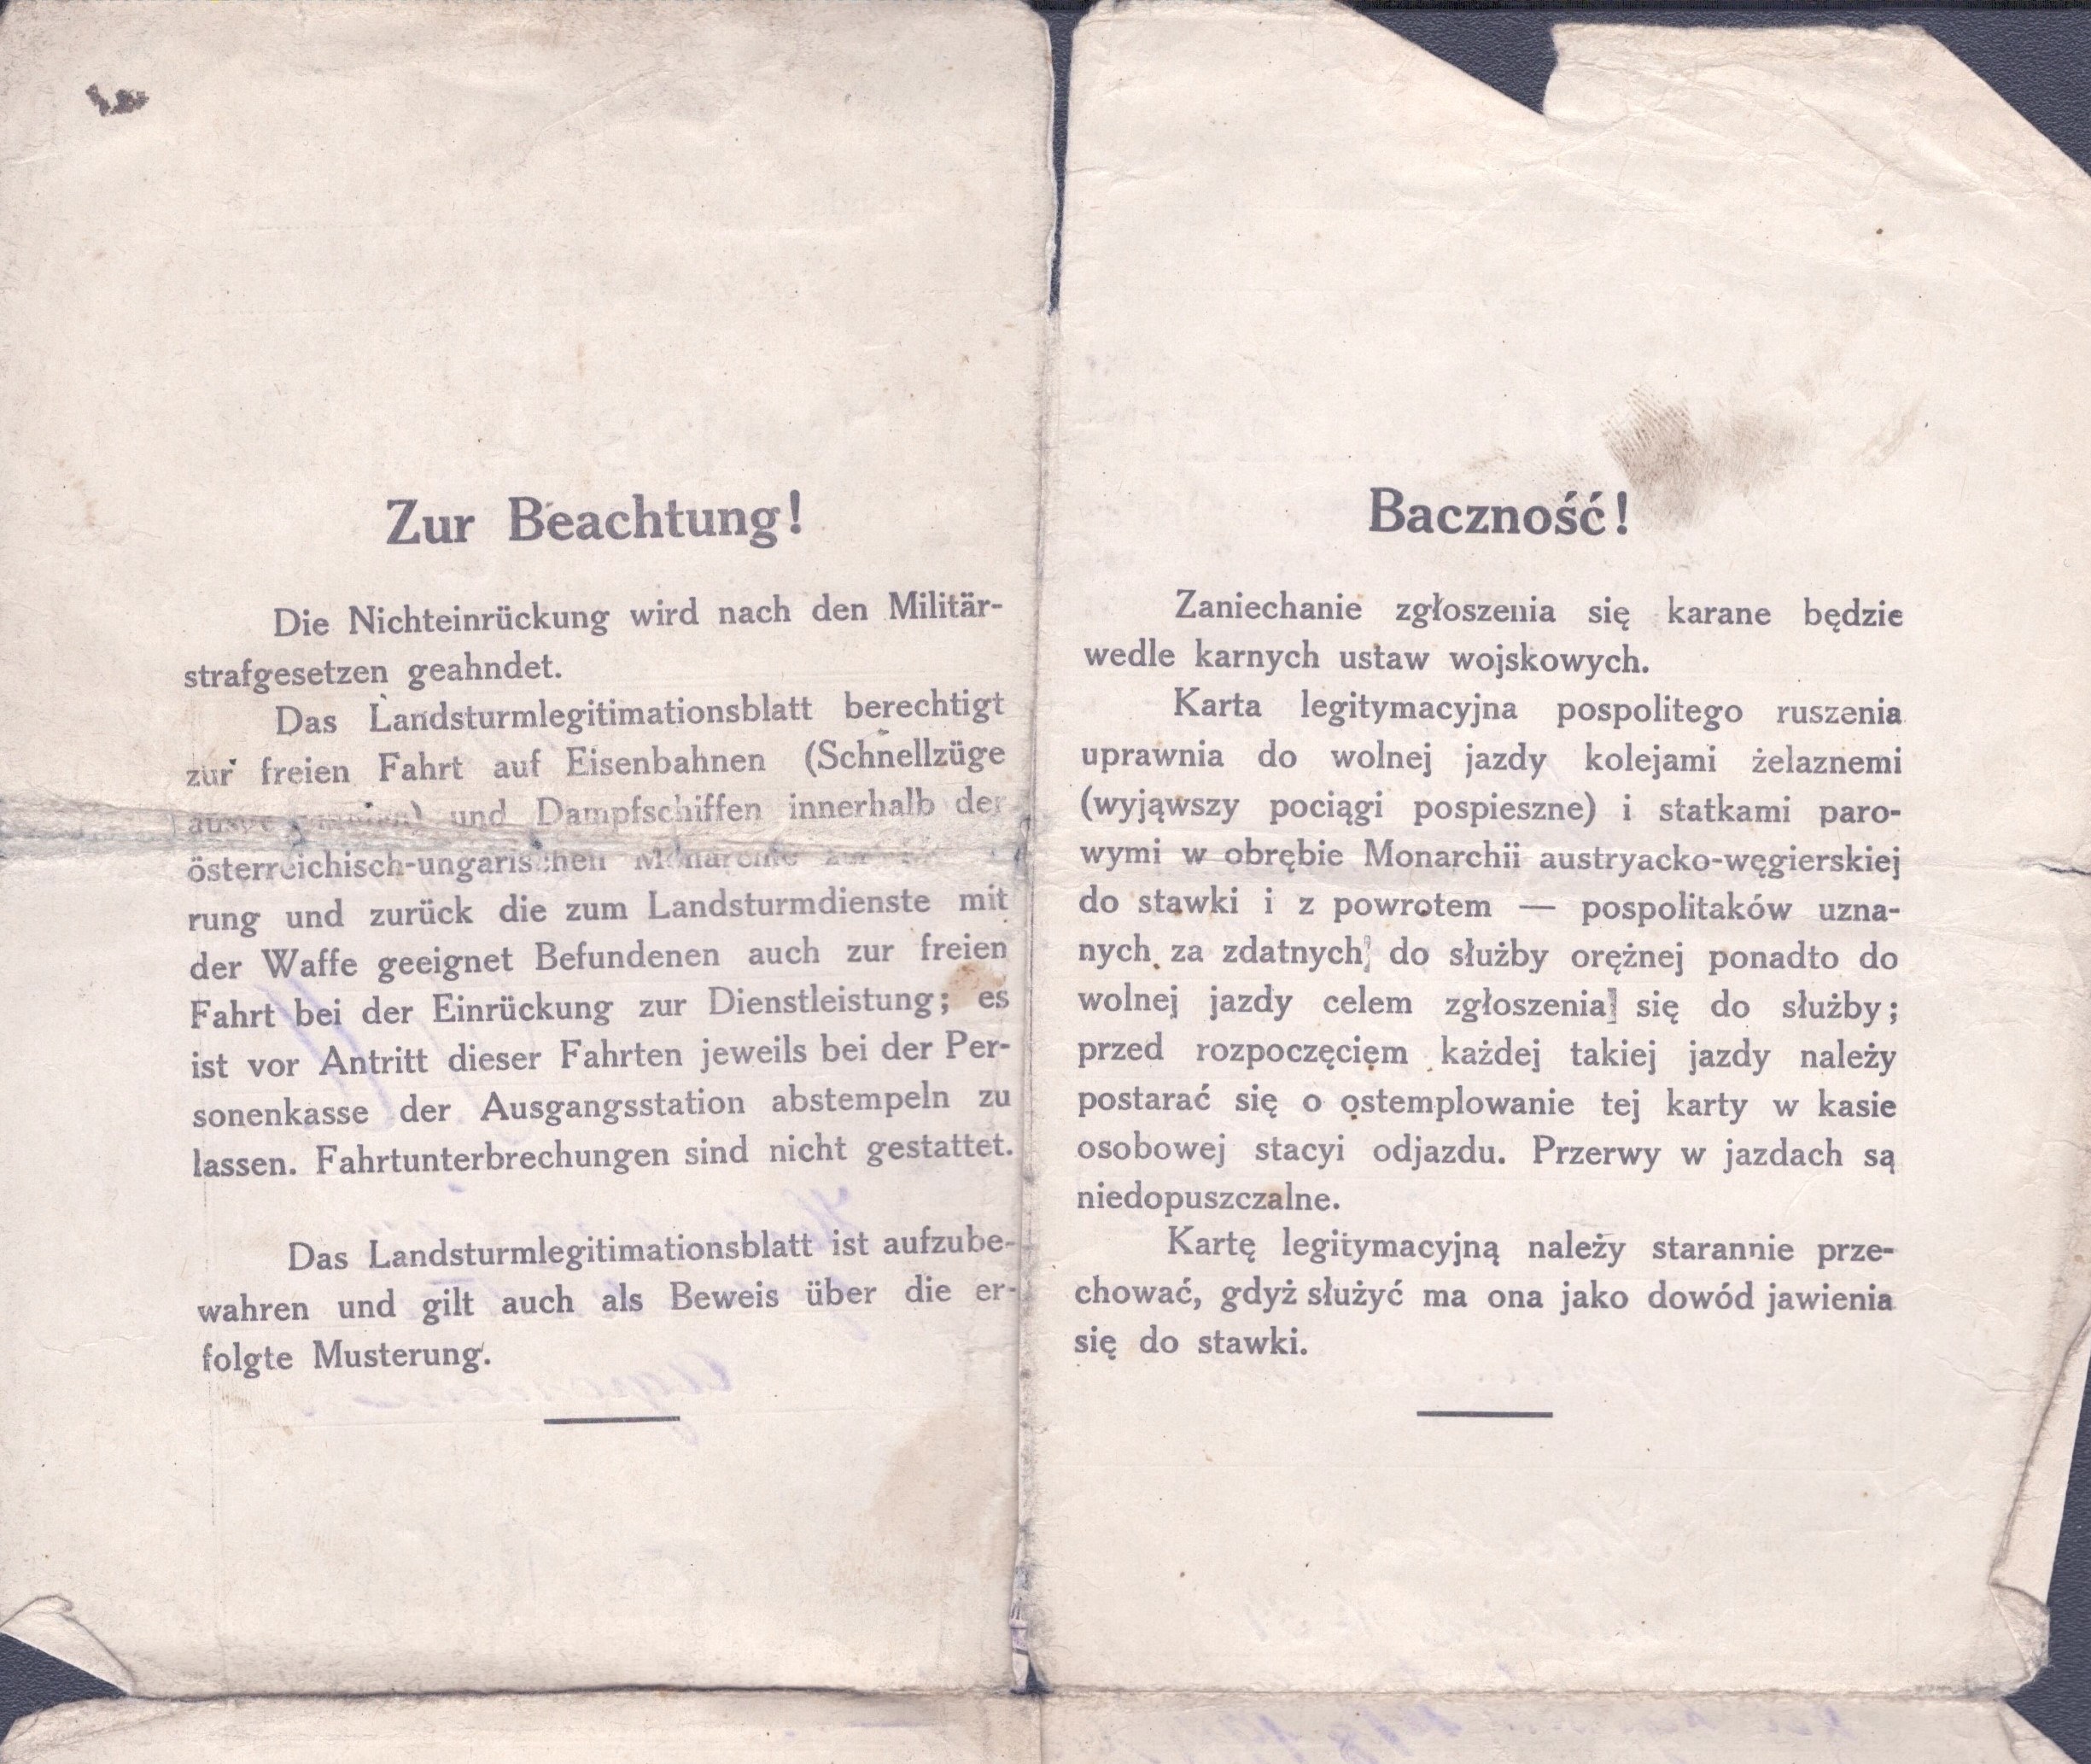 Zur Beachtung!
Die Nichteinrückung wird nach den Militär-
strafgesetzen geahndet.
Das Landsturmlegitimationsblatt berechtigt
zur freien Fahrt auf Eisenbahnen (Schnellzüge
und Dampfschiffen innerhalb der
österreichisch-ungarischen Monarchie
rung und zurück die zum Landsturmdienste mit
der Waffe geeignet Befundenen auch zur freien
Fahrt bei der Einrückung zur Dienstleistung; es
ist vor Antritt dieser Fahrten jeweils bei der Per-
sonenkasse der Ausgangsstation abstempeln zu
lassen. Fahrtunterbrechungen sind nicht gestattet.
Das Landsturmlegitimationsblatt ist aufzube-
wahren und gilt auch als Beweis über die er-
folgte Musterung.
Baczność!
Zaniechanie zgłoszenia się karane będzie
wedle karnych ustaw wojskowych.
Karta legitymacyjna pospolitego ruszenia
uprawnia do wolnej jazdy kolejami żelaznemi
(wyjąwszy pociągi pospieszne) i statkami paro-
wymi w obrębie Monarchii austryacko-węgierskiej
do stawki i z powrotem — pospolitaków uzna-
nych za zdatnych do służby orężnej ponadto do
wolnej jazdy celem zgłoszenia się do służby;
przed rozpoczęciem każdej takiej jazdy należy
postarać się o ostemplowanie tej karty w kasie
osobowej stacyi odjazdu. Przerwy w jazdach są
niedopuszczalne.
Kartę legitymacyjną należy starannie prze-
chować, gdyż służyć ma ona jako dowód jawienia
się do stawki.